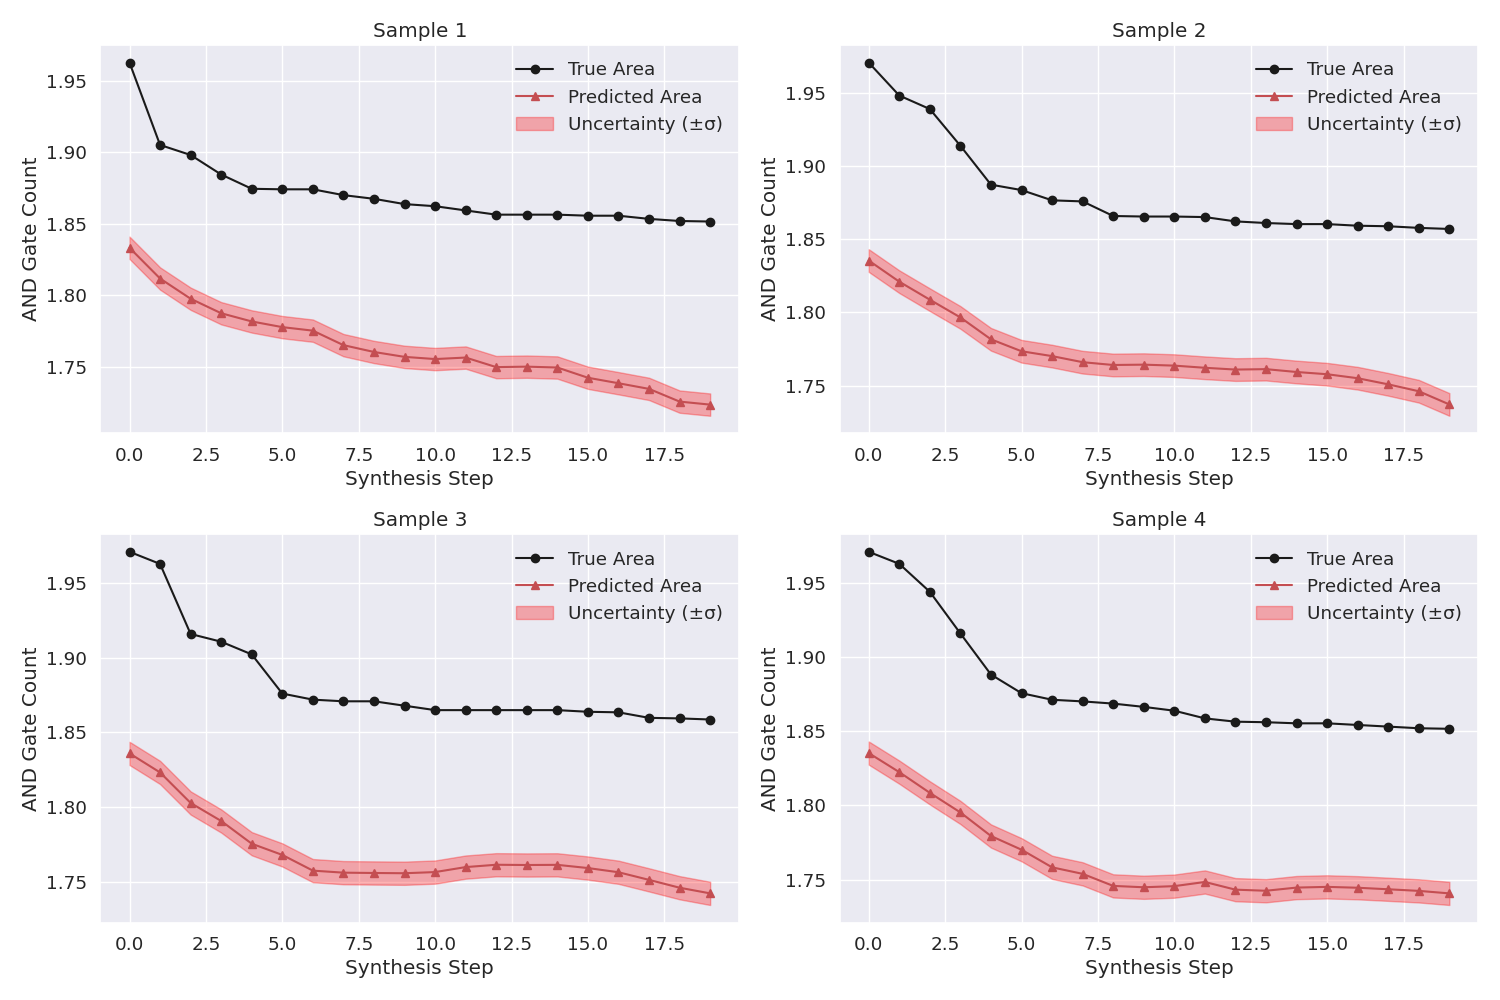 Sample 1
AND Gate Count
1.95
1.90
1.85
1.80
1.75
True Area
Predicted Area
Uncertainty (±σ)
0.0 2.5 5.0 7.5 10.0 12.5 15.0 17.5
Synthesis Step
Sample 2
AND Gate Count
1.95
1.90
1.85
1.80
1.75
True Area
Predicted Area
Uncertainty (±σ)
0.0 2.5 5.0 7.5 10.0 12.5 15.0 17.5
Synthesis Step
Sample 3
AND Gate Count
1.95
1.90
1.85
1.80
1.75
True Area
Predicted Area
Uncertainty (±σ)
0.0 2.5 5.0 7.5 10.0 12.5 15.0 17.5
Synthesis Step
Sample 4
AND Gate Count
1.95
1.90
1.85
1.80
1.75
True Area
Predicted Area
Uncertainty (±σ)
0.0 2.5 5.0 7.5 10.0 12.5 15.0 17.5
Synthesis Step